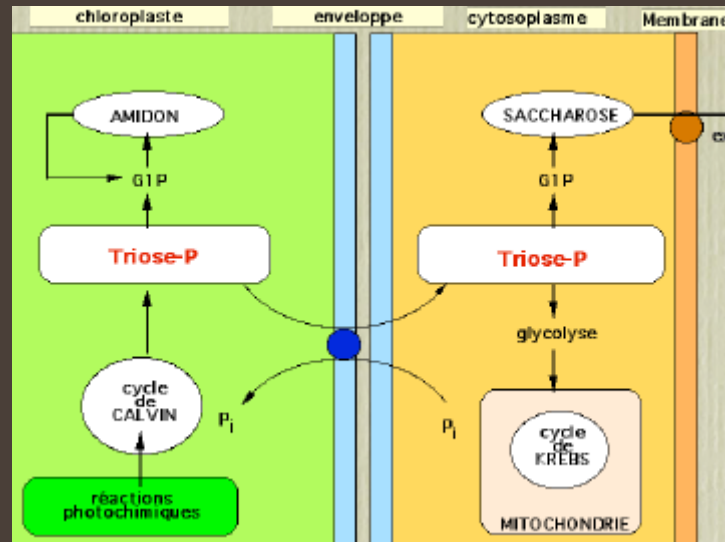 chloroplaste
enveloppe
cytosoplasme
Membrane
AMIDON
G1P
Triose-P
cycle
de
CALVIN
réactions
photochimiques
Pi
Pi
SACCHAROSE
G1P
Triose-P
glycolyse
cycle
de
KREBS
MITOCHONDRIE